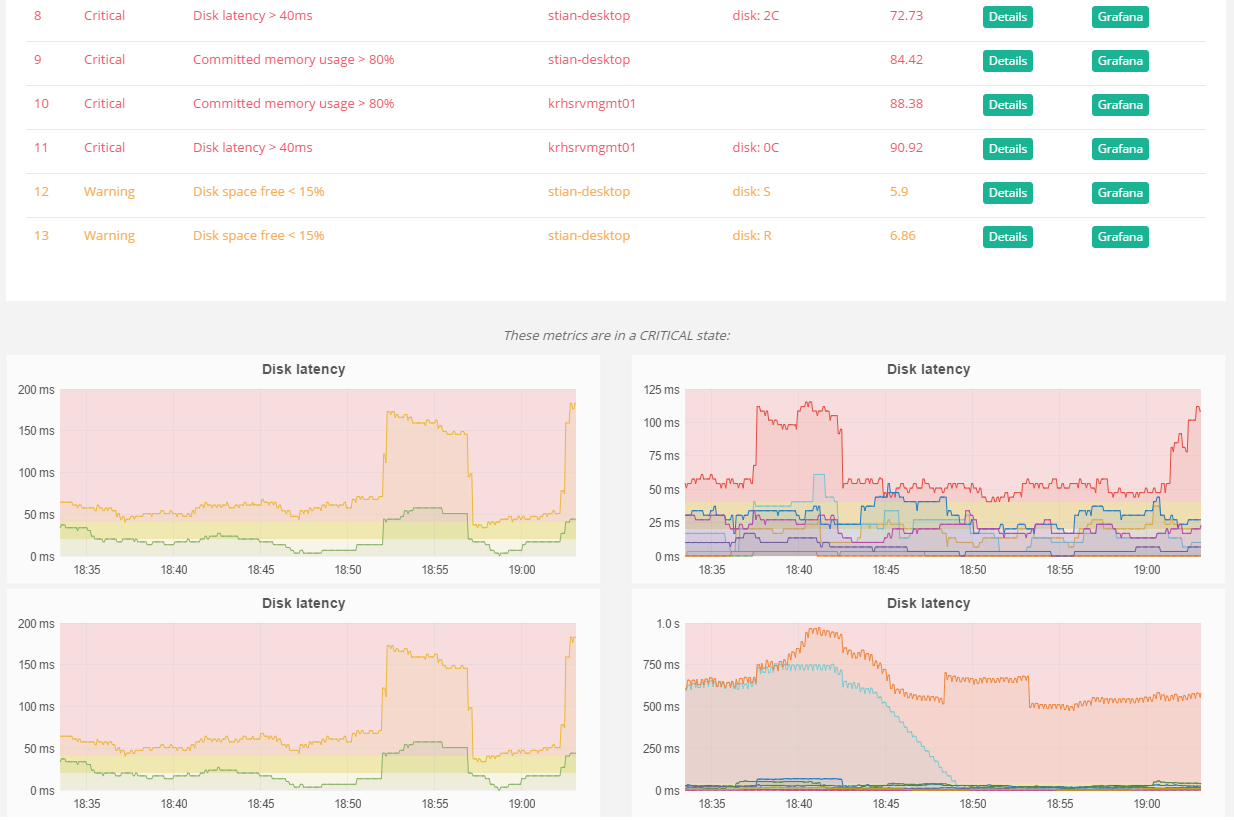 8 Critical Disk latency > 40ms stian-desktop disk: 2C 72.73 Details Grafana
9 Critical Committed memory usage > 80% stian-desktop 84.42 Details Grafana
10 Critical Committed memory usage > 80% krhsrvmgmt01 88.38 Details Grafana
11 Critical Disk latency > 40ms krhsrvmgmt01 disk: 0C 90.92 Details Grafana
12 Warning Disk space free < 15% stian-desktop disk: S 5.9 Details Grafana
13 Warning Disk space free < 15% stian-desktop disk: R 6.86 Details Grafana
These metrics are in a CRITICAL state:
Disk latency
200 ms
150 ms
100 ms
50 ms
0 ms
18:35 18:40 18:45 18:50 18:55 19:00
Disk latency
125 ms
100 ms
75 ms
50 ms
25 ms
0 ms
18:35 18:40 18:45 18:50 18:55 19:00
Disk latency
200 ms
150 ms
100 ms
50 ms
0 ms
18:35 18:40 18:45 18:50 18:55 19:00
Disk latency
1.0 s
750 ms
500 ms
250 ms
0 ms
18:35 18:40 18:45 18:50 18:55 19:00